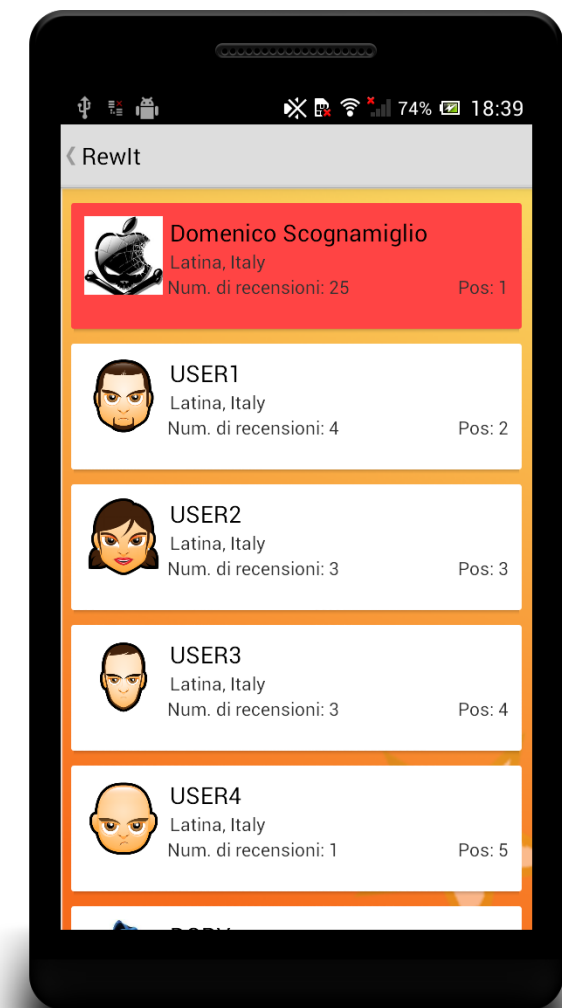 74% 18:39
RewIt
Domenico Scognamiglio
Latina, Italy
Num. di recensioni: 25 Pos: 1
USER1
Latina, Italy
Num. di recensioni: 4 Pos: 2
USER2
Latina, Italy
Num. di recensioni: 3 Pos: 3
USER3
Latina, Italy
Num. di recensioni: 3 Pos: 4
USER4
Latina, Italy
Num. di recensioni: 1 Pos: 5